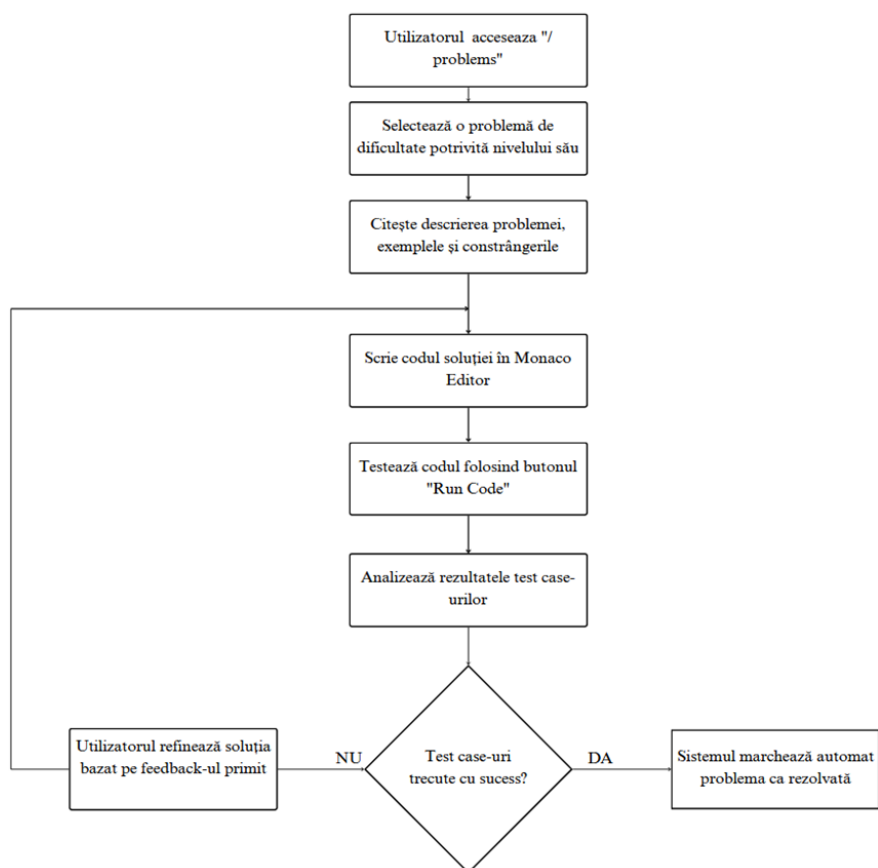 Utilizatorul acceseaza "/
problems"
Selectează o problemă de
dificultate potrivită nivelului său
Citește descrierea problemei,
exemplele și constrângerile
Scrie codul soluției în Monaco
Editor
Testează codul folosind butonul
"Run Code"
Analizează rezultatele test case-
urilor
Utilizatorul refinează soluția
bazat pe feedback-ul primit
NU
Test case-uri
trecute cu sucess?
DA
Sistemul marchează automat
problema ca rezolvată